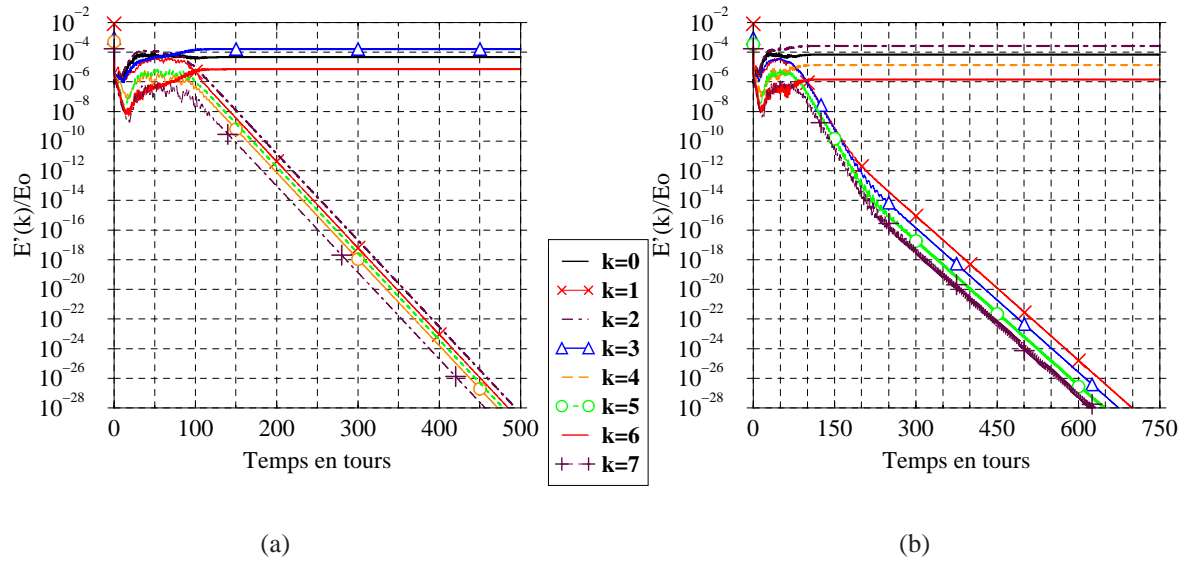 10⁻²
10⁻⁴
10⁻⁶
10⁻⁸
10⁻¹⁰
10⁻¹²
10⁻¹⁴
10⁻¹⁶
10⁻¹⁸
10⁻²⁰
10⁻²²
10⁻²⁴
10⁻²⁶
10⁻²⁸
E'(k)/Eo
0 100 200 300 400 500
Temps en tours
(a)
k=0
k=1
k=2
k=3
k=4
k=5
k=6
k=7
10⁻²
10⁻⁴
10⁻⁶
10⁻⁸
10⁻¹⁰
10⁻¹²
10⁻¹⁴
10⁻¹⁶
10⁻¹⁸
10⁻²⁰
10⁻²²
10⁻²⁴
10⁻²⁶
10⁻²⁸
E'(k)/Eo
0 150 300 450 600 750
Temps en tours
(b)